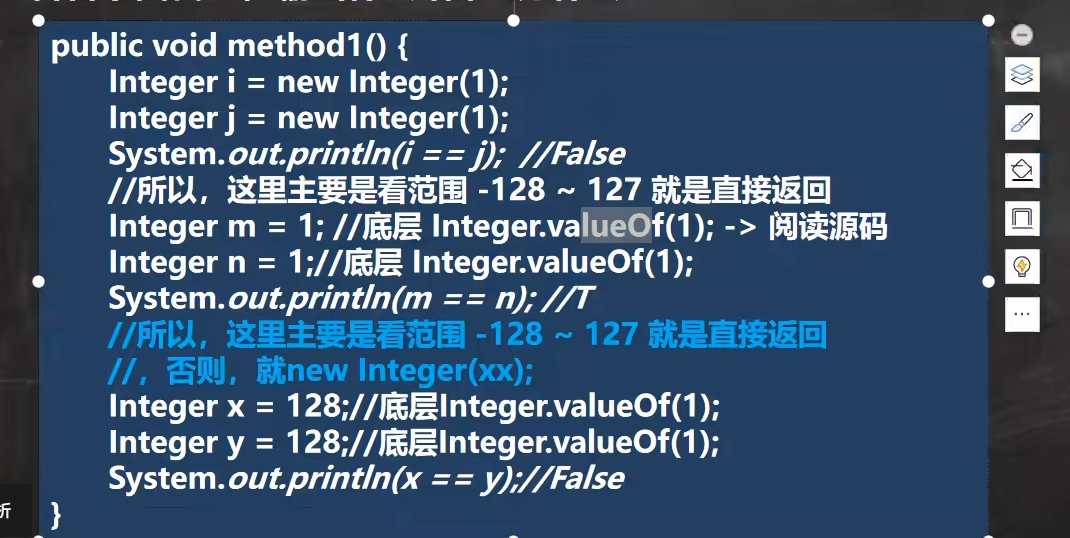 public void method1() {
Integer i = new Integer(1);
Integer j = new Integer(1);
System.out.println(i == j);  //False
//所以，这里主要是看范围 -128 ~ 127 就是直接返回
Integer m = 1; //底层 Integer.valueOf(1); -> 阅读源码
Integer n = 1;//底层 Integer.valueOf(1);
System.out.println(m == n); //T
//所以，这里主要是看范围 -128 ~ 127 就是直接返回
//，否则，就new Integer(xx);
Integer x = 128;//底层Integer.valueOf(1);
Integer y = 128;//底层Integer.valueOf(1);
System.out.println(x == y);//False
}
析